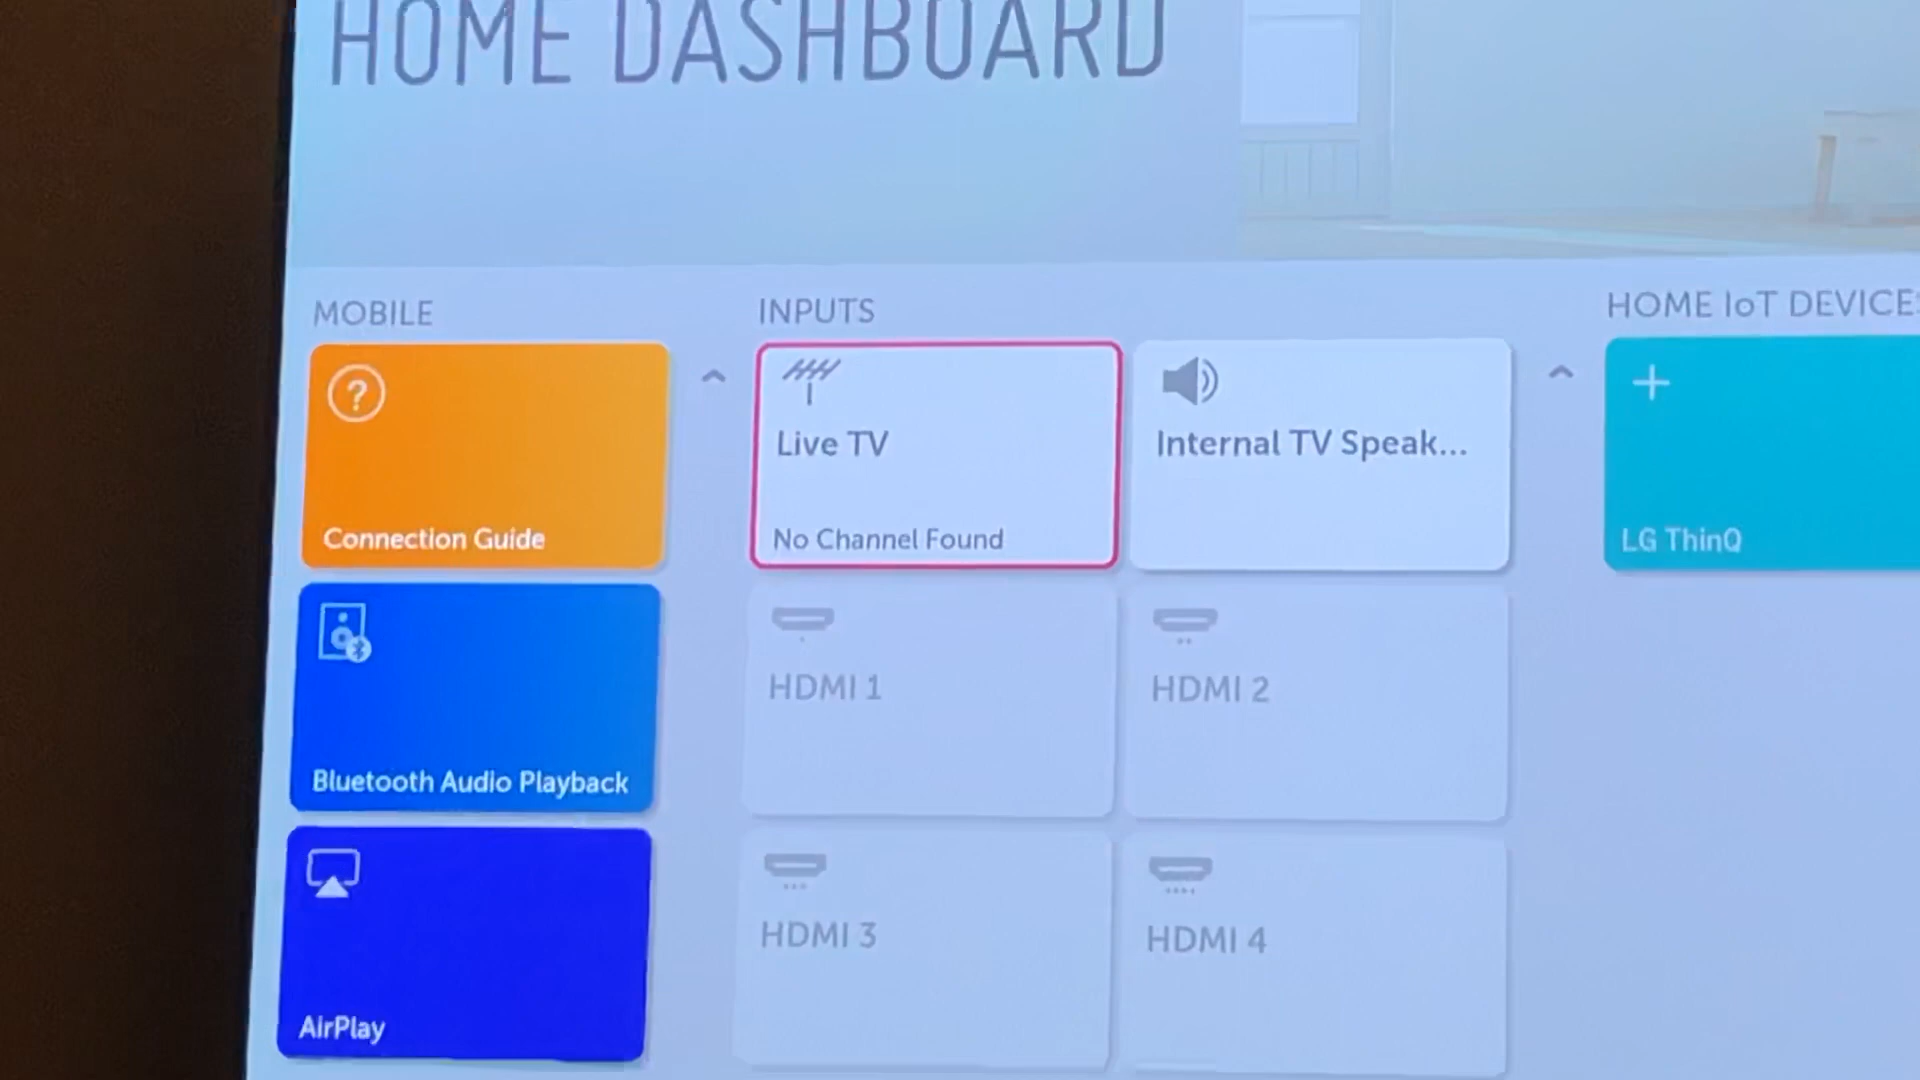 HOME DASHBOARD
MOBILE
INPUTS
HOME IoT DEVICES
Connection Guide
Live TV
No Channel Found
Internal TV Speak...
LG ThinQ
Bluetooth Audio Playback
HDMI 1
HDMI 2
AirPlay
HDMI 3
HDMI 4